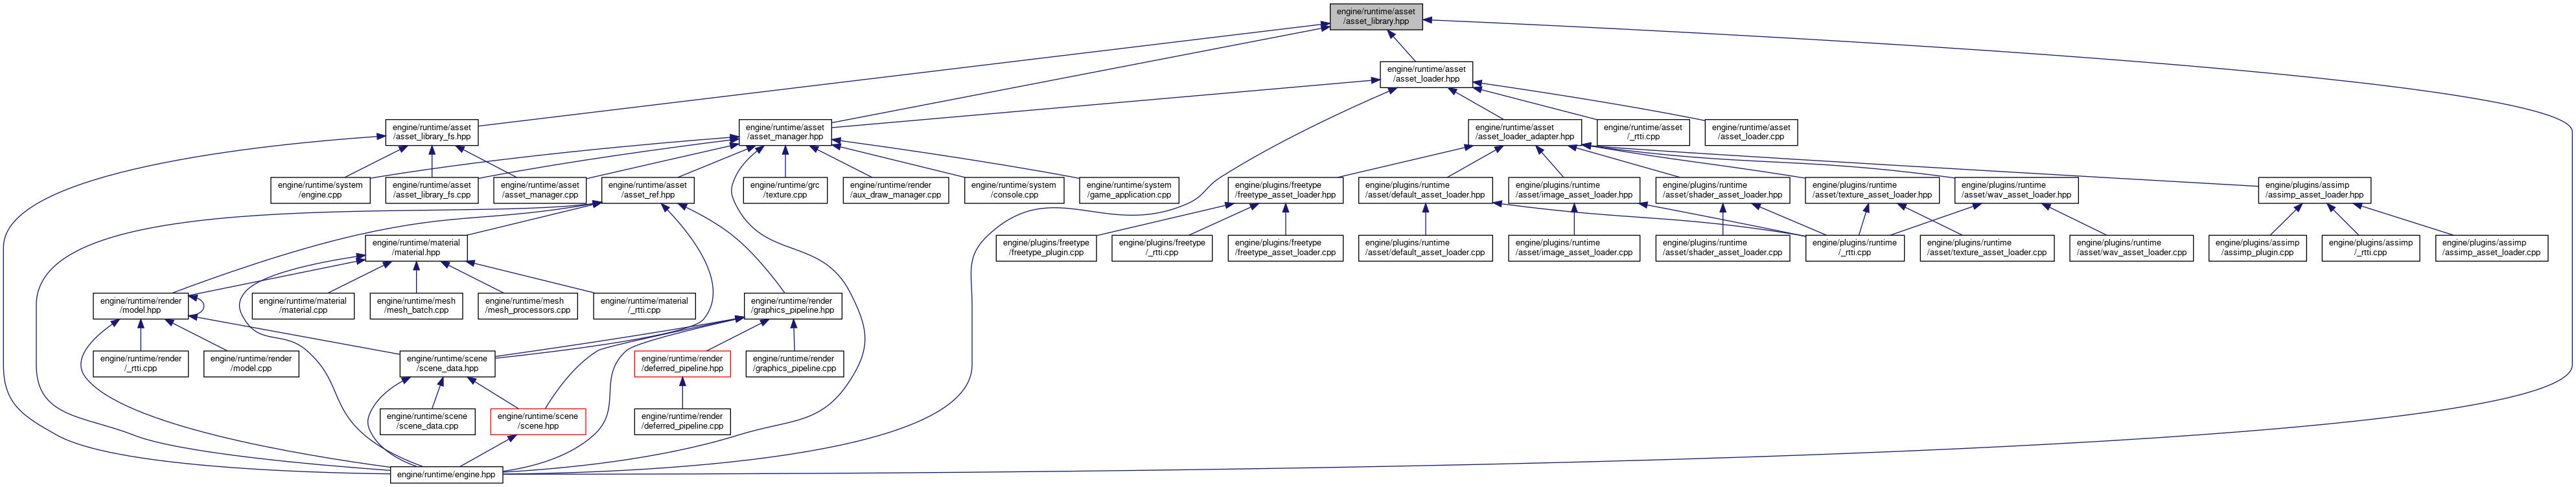 engine/runtime/asset
/asset_library.hpp
engine/runtime/asset
/asset_loader.hpp
engine/runtime/asset
/asset_library_fs.hpp
engine/runtime/asset
/asset_manager.hpp
engine/runtime/asset
/asset_loader_adapter.hpp
engine/runtime/asset
/_rtti.cpp
engine/runtime/asset
/asset_loader.cpp
engine/runtime/system
/engine.cpp
engine/runtime/asset
/asset_library_fs.cpp
engine/runtime/asset
/asset_manager.cpp
engine/runtime/asset
/asset_ref.hpp
engine/runtime/grc
/texture.cpp
engine/runtime/render
/aux_draw_manager.cpp
engine/runtime/system
/console.cpp
engine/runtime/system
/game_application.cpp
engine/plugins/freetype
/freetype_asset_loader.hpp
engine/plugins/runtime
/asset/default_asset_loader.hpp
engine/plugins/runtime
/asset/image_asset_loader.hpp
engine/plugins/runtime
/asset/shader_asset_loader.hpp
engine/plugins/runtime
/asset/texture_asset_loader.hpp
engine/plugins/runtime
/asset/wav_asset_loader.hpp
engine/plugins/assimp
/assimp_asset_loader.hpp
engine/runtime/material
/material.hpp
engine/plugins/freetype
/freetype_plugin.cpp
engine/plugins/freetype
/_rtti.cpp
engine/plugins/freetype
/freetype_asset_loader.cpp
engine/plugins/runtime
/asset/default_asset_loader.cpp
engine/plugins/runtime
/asset/image_asset_loader.cpp
engine/plugins/runtime
/asset/shader_asset_loader.cpp
engine/plugins/runtime
/_rtti.cpp
engine/plugins/runtime
/asset/texture_asset_loader.cpp
engine/plugins/runtime
/asset/wav_asset_loader.cpp
engine/plugins/assimp
/assimp_plugin.cpp
engine/plugins/assimp
/_rtti.cpp
engine/plugins/assimp
/assimp_asset_loader.cpp
engine/runtime/render
/model.hpp
engine/runtime/material
/material.cpp
engine/runtime/mesh
/mesh_batch.cpp
engine/runtime/mesh
/mesh_processors.cpp
engine/runtime/material
/_rtti.cpp
engine/runtime/render
/graphics_pipeline.hpp
engine/runtime/render
/_rtti.cpp
engine/runtime/render
/model.cpp
engine/runtime/scene
/scene_data.hpp
engine/runtime/render
/deferred_pipeline.hpp
engine/runtime/render
/graphics_pipeline.cpp
engine/runtime/scene
/scene_data.cpp
engine/runtime/scene
/scene.hpp
engine/runtime/render
/deferred_pipeline.cpp
engine/runtime/engine.hpp